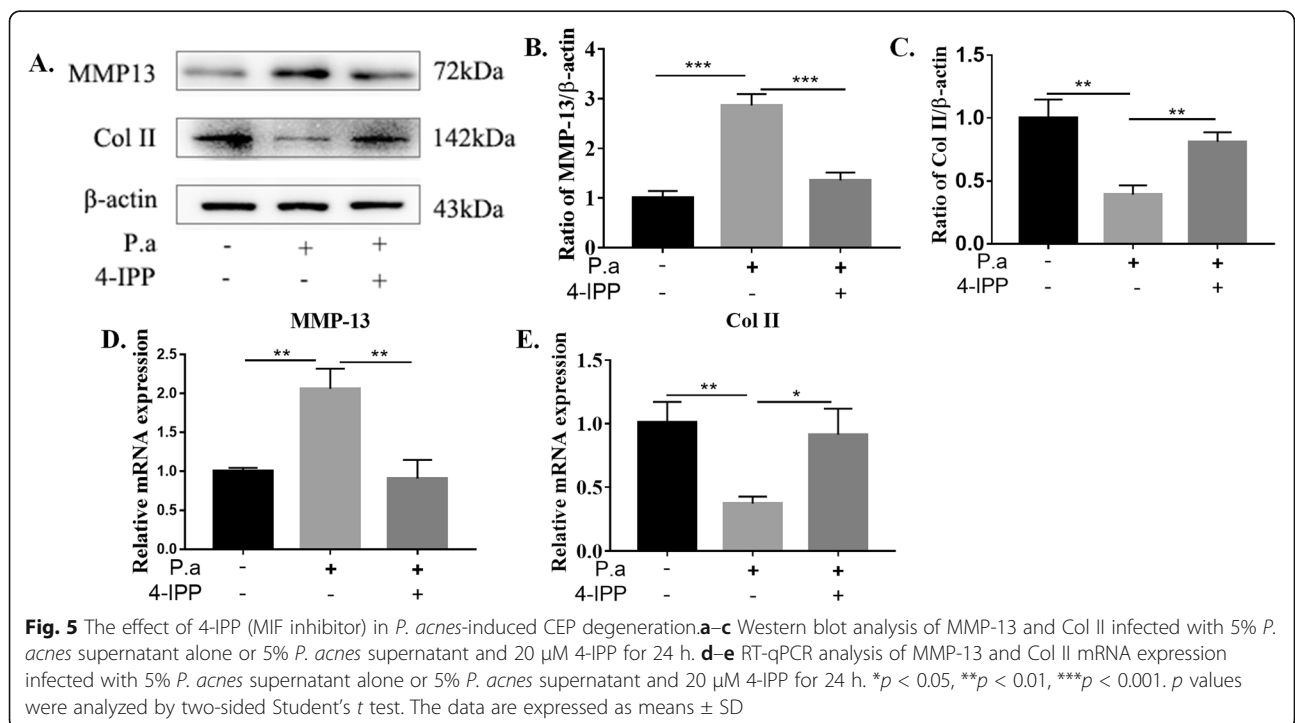 A.
MMP13
72kDa
Col II
142kDa
β-actin
43kDa
P.a - + +
4-IPP - - +
B.
Ratio of MMP-13/β-actin
4
3
2
1
0
*** ***
P.a - + +
4-IPP - - +
C.
Ratio of Col II/β-actin
1.5
1.0
0.5
0.0
** **
P.a - + +
4-IPP - - +
D.
MMP-13
Relative mRNA expression
2.5
2.0
1.5
1.0
0.5
0.0
** **
P.a - + +
4-IPP - - +
E.
Col II
Relative mRNA expression
1.5
1.0
0.5
0.0
** *
P.a - + +
4-IPP - - +
Fig. 5 The effect of 4-IPP (MIF inhibitor) in P. acnes-induced CEP degeneration.a–c Western blot analysis of MMP-13 and Col II infected with 5% P.
acnes supernatant alone or 5% P. acnes supernatant and 20 μM 4-IPP for 24 h. d–e RT-qPCR analysis of MMP-13 and Col II mRNA expression
infected with 5% P. acnes supernatant alone or 5% P. acnes supernatant and 20 μM 4-IPP for 24 h. *p < 0.05, **p < 0.01, ***p < 0.001. p values
were analyzed by two-sided Student's t test. The data are expressed as means ± SD